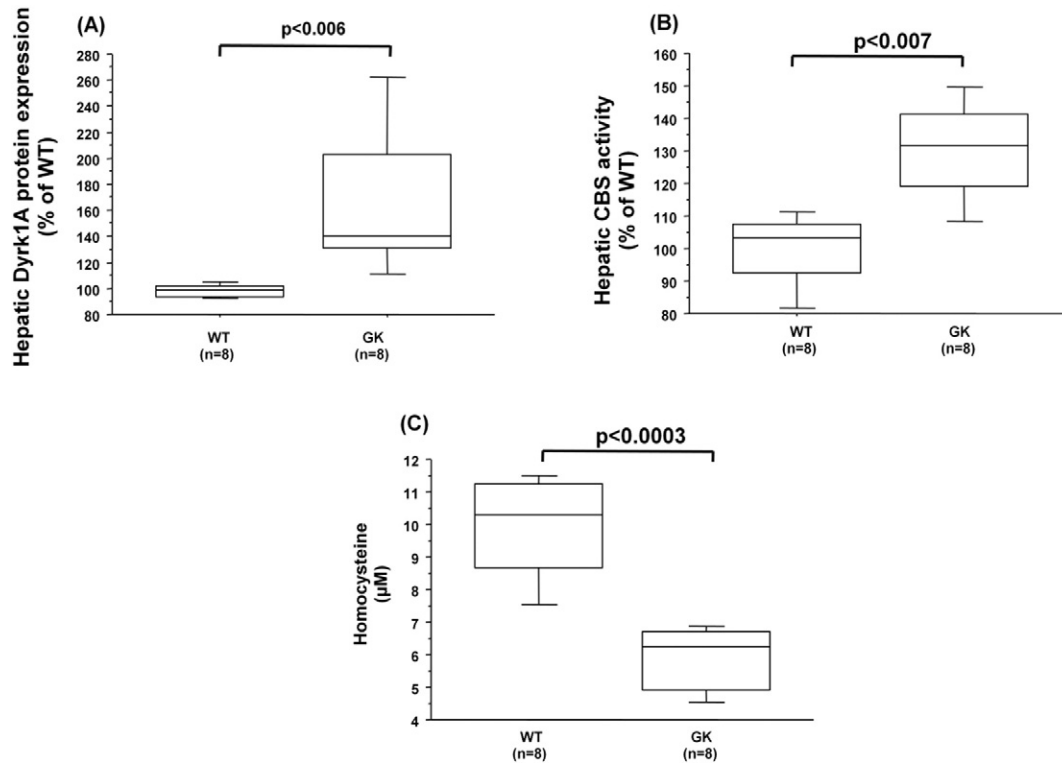 (A)
p<0.006
Hepatic Dyrk1A protein expression
(% of WT)
280
260
240
220
200
180
160
140
120
100
80
WT
(n=8)
GK
(n=8)
(B)
p<0.007
Hepatic CBS activity
(% of WT)
160
150
140
130
120
110
100
90
80
WT
(n=8)
GK
(n=8)
(C)
p<0.0003
Homocysteine
(µM)
12
11
10
9
8
7
6
5
4
WT
(n=8)
GK
(n=8)